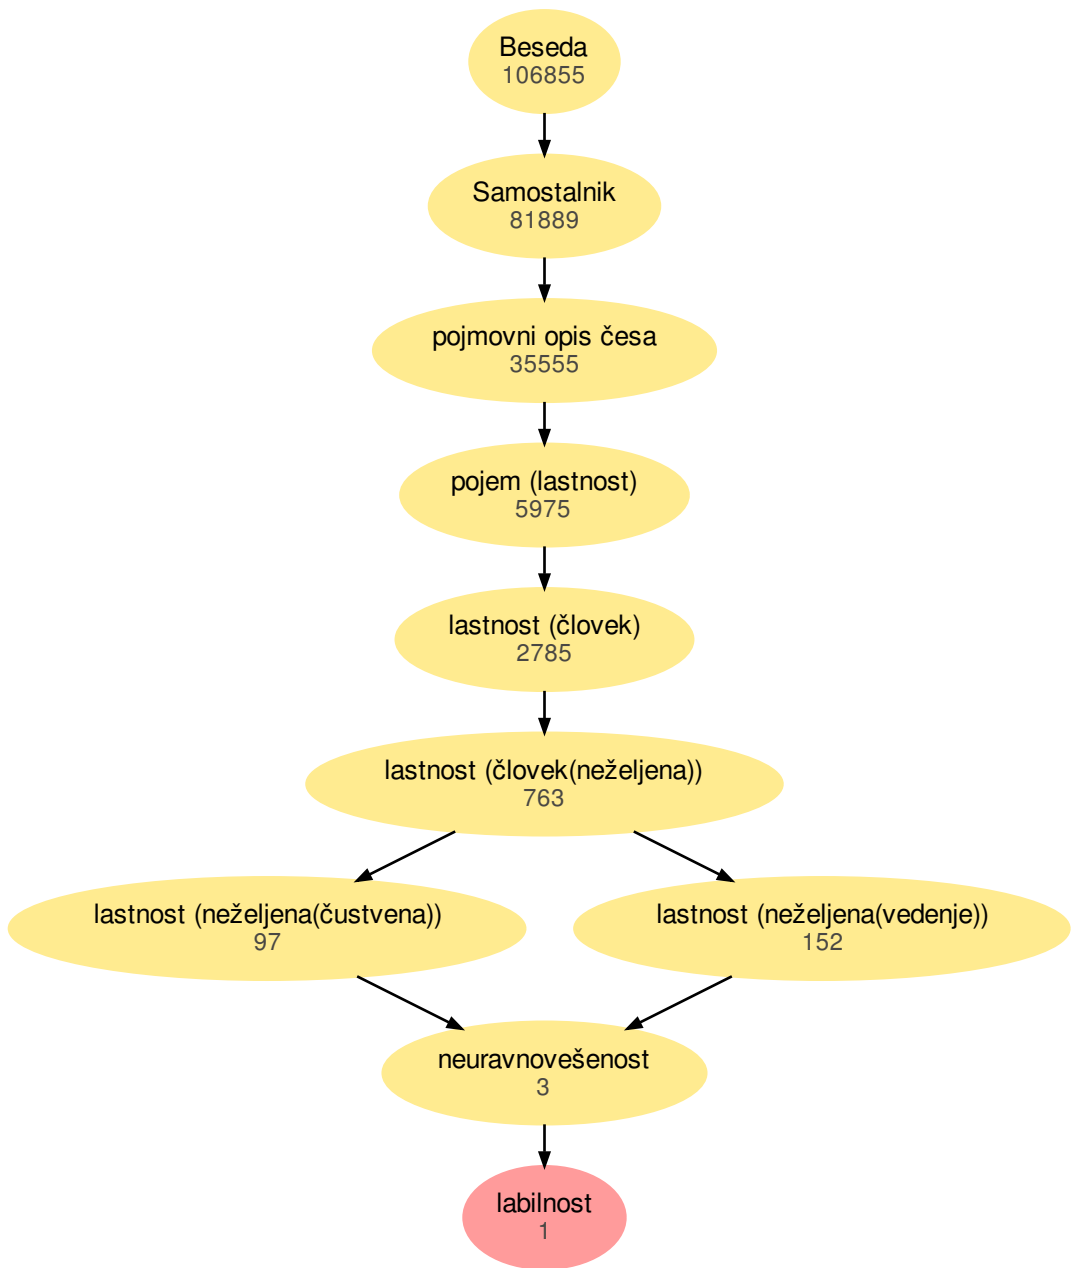 Beseda
106855
Samostalnik
81889
pojmovni opis česa
35555
pojem (lastnost)
5975
lastnost (človek)
2785
lastnost (človek(neželjena))
763
lastnost (neželjena(čustvena))
97
lastnost (neželjena(vedenje))
152
neuravnovešenost
3
labilnost
1